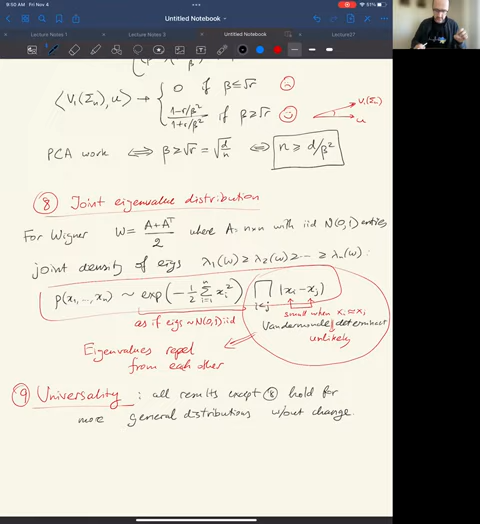 9:50 AM Fri Nov 4
Untitled Notebook
Lecture Notes 1
Lecture Notes
Untitled Notebook
Lecture27
⟨V₁(Σₙ), u⟩ → { 0 if β ≤ √r
(1-r/β²)/(1+r/β²) if β ≥ √r
V₁(Σₙ)
u
PCA work ⟺ β ≥ √r = √(d/n) ⟺ n ≥ d/β²
⑧ Joint eigenvalue distribution
For Wigner W = (A+Aᵀ)/2 where A: n×n with iid N(0,1) entries
joint density of eigs λ₁(W) ≥ λ₂(W) ≥ ... ≥ λₙ(W):
p(x₁, ..., xₙ) ~ exp(-1/2 Σᵢ₌₁ⁿ xᵢ²) ∏ᵢ<ⱼ |xᵢ - xⱼ|
as if eigs ~ N(0,1) iid
small when xᵢ ≈ xⱼ
Vandermonde determinant
unlikely
Eigenvalues repel
from each other
⑨ Universality : all results except ⑧ hold for
more general distributions w/out change.